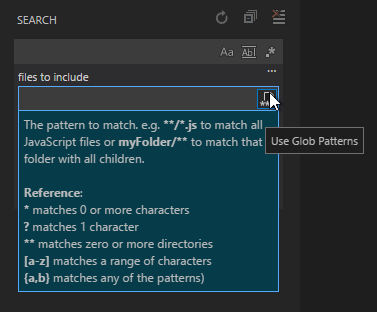 SEARCH
Aa Abl .*
files to include
...
The pattern to match. e.g. **/*.js to match all
JavaScript files or myFolder/** to match that
folder with all children.
Use Glob Patterns
Reference:
* matches 0 or more characters
? matches 1 character
** matches zero or more directories
[a-z] matches a range of characters
{a,b} matches any of the patterns)